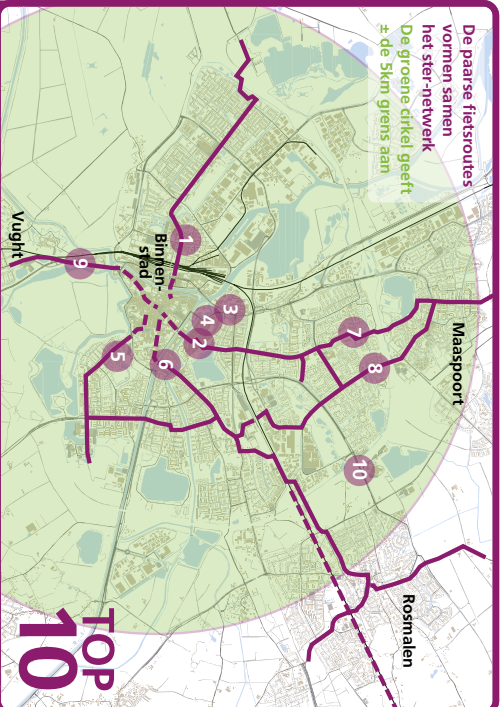 De paarse fietsroutes
vormen samen
het ster-netwerk
De groene cirkel geeft
± de 5km grens aan
Maaspoort
Rosmalen
Binnen-
stad
Vught
1
2
3
4
5
6
7
8
9
10
TOP
10